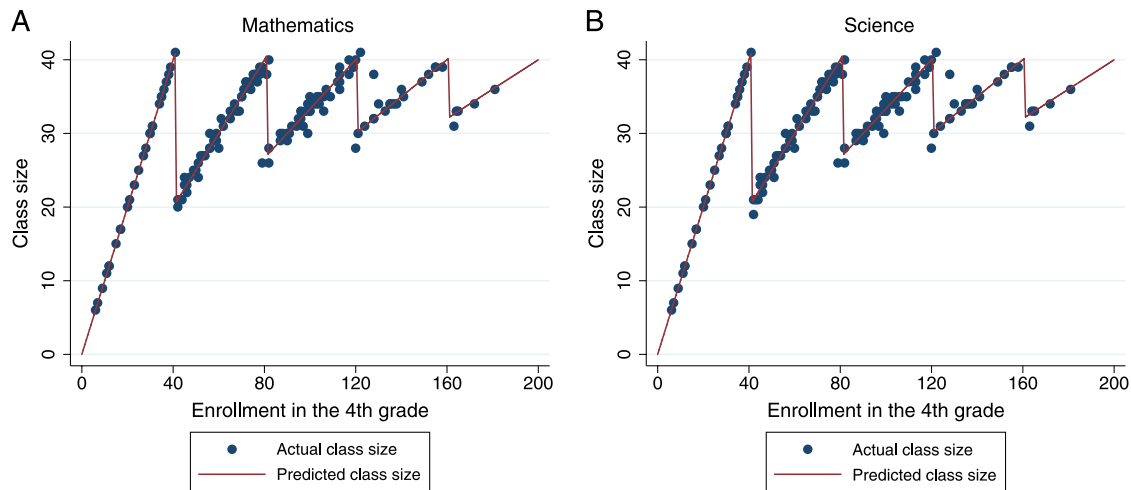 A
Mathematics
Class size
40
30
20
10
0
0 40 80 120 160 200
Enrollment in the 4th grade
Actual class size
Predicted class size
B
Science
Class size
40
30
20
10
0
0 40 80 120 160 200
Enrollment in the 4th grade
Actual class size
Predicted class size